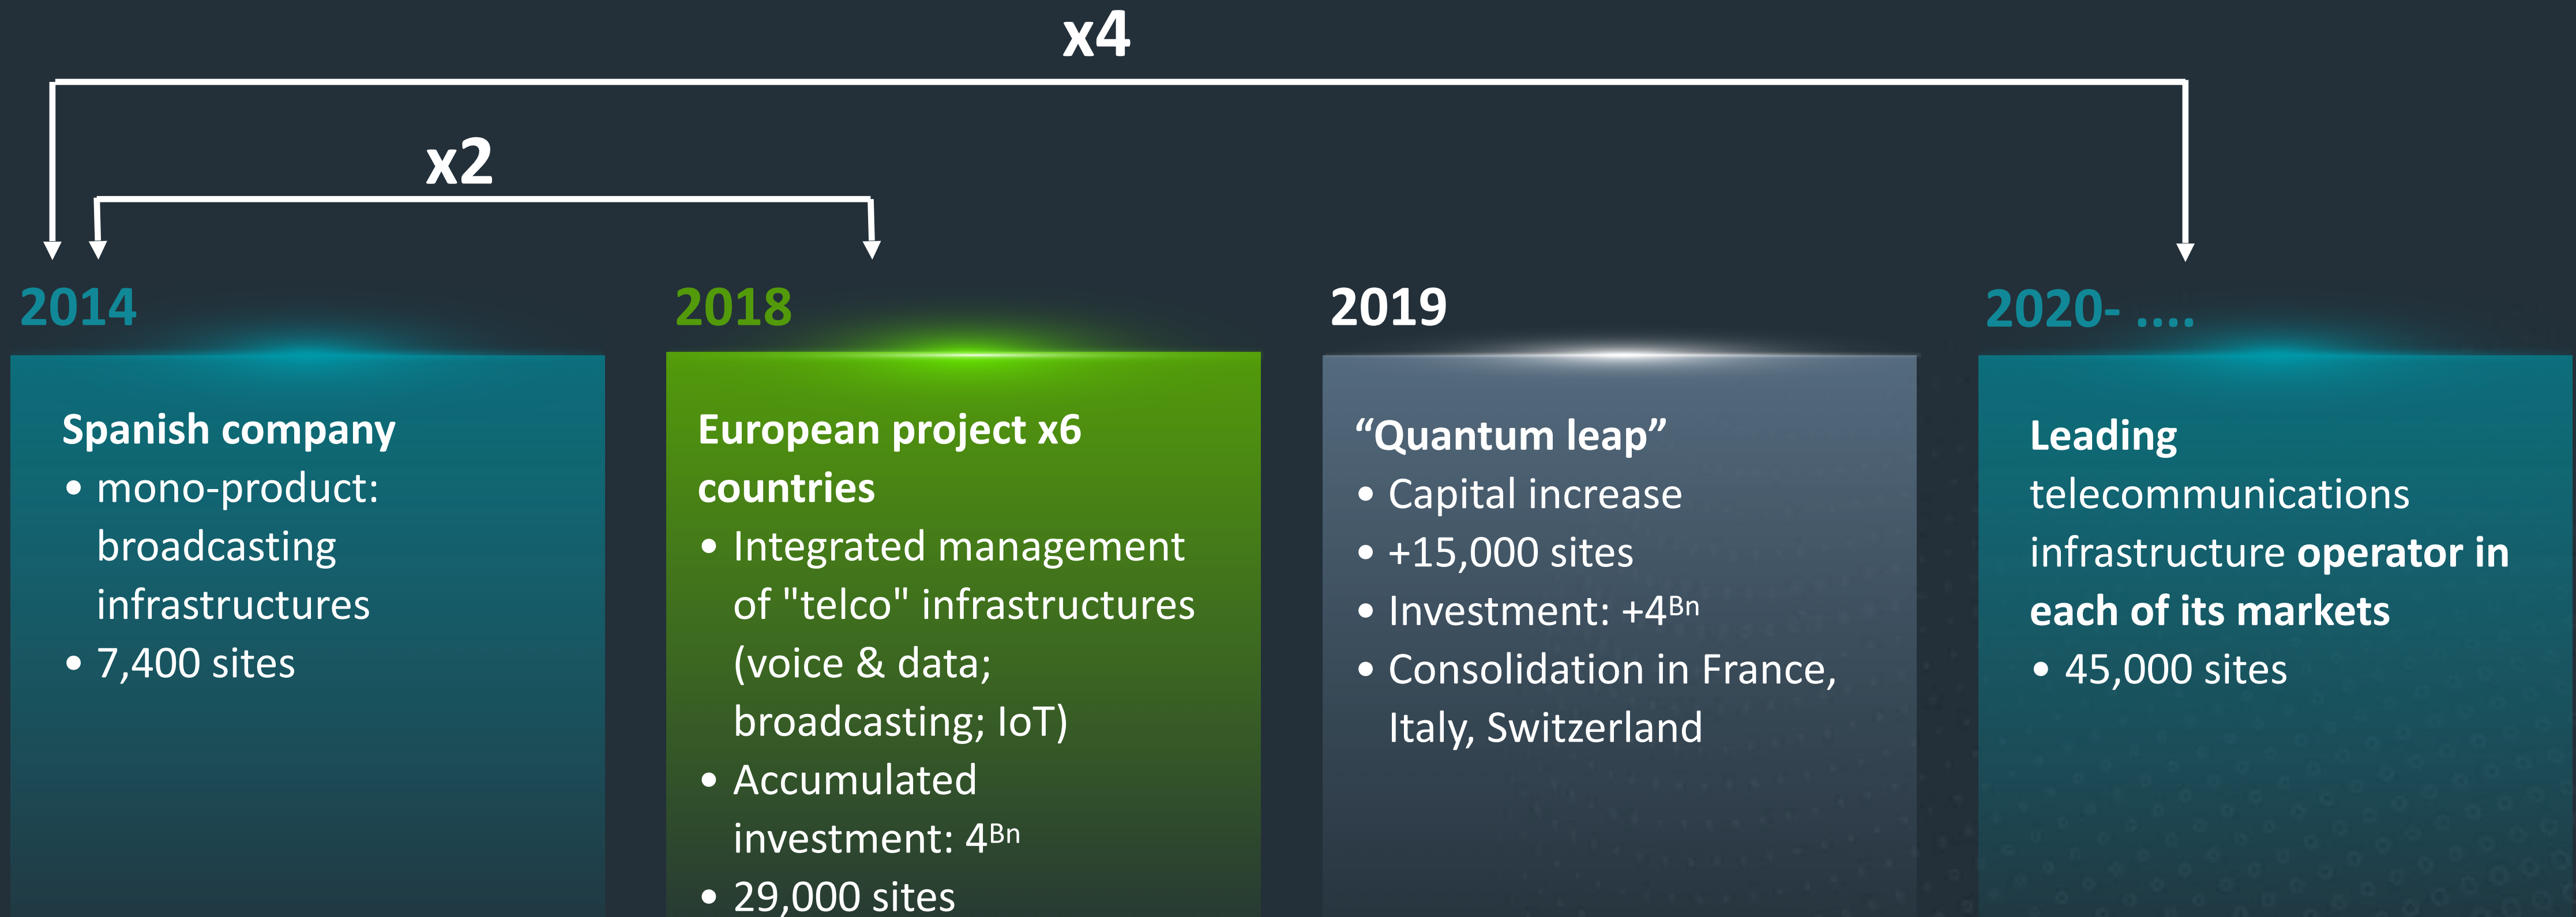 x4
x2
2014
Spanish company
• mono-product:
broadcasting
infrastructures
• 7,400 sites
2018
European project x6
countries
• Integrated management
of "telco" infrastructures
(voice & data;
broadcasting; IoT)
• Accumulated
investment: 4Bn
• 29,000 sites
2019
“Quantum leap”
• Capital increase
• +15,000 sites
• Investment: +4Bn
• Consolidation in France,
Italy, Switzerland
2020- ....
Leading
telecommunications
infrastructure operator in
each of its markets
• 45,000 sites